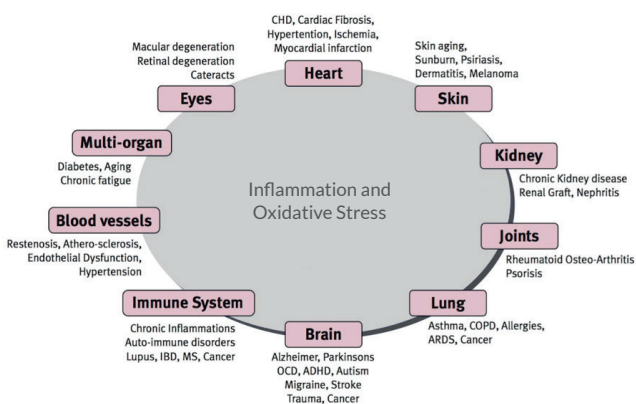 CHD, Cardiac Fibrosis,
Hypertention, Ischemia,
Myocardial infarction
Heart
Macular degeneration
Retinal degeneration
Cateracts
Eyes
Skin aging,
Sunburn, Psiriasis,
Dermatitis, Melanoma
Skin
Multi-organ
Diabetes, Aging
Chronic fatigue
Kidney
Chronic Kidney disease
Renal Graft, Nephritis
Inflammation and
Oxidative Stress
Blood vessels
Restenosis, Athero-sclerosis,
Endothelial Dysfunction,
Hypertension
Joints
Rheumatoid Osteo-Arthritis
Psorisis
Immune System
Chronic Inflammations
Auto-immune disorders
Lupus, IBD, MS, Cancer
Lung
Asthma, COPD, Allergies,
ARDS, Cancer
Brain
Alzheimer, Parkinsons
OCD, ADHD, Autism
Migraine, Stroke
Trauma, Cancer